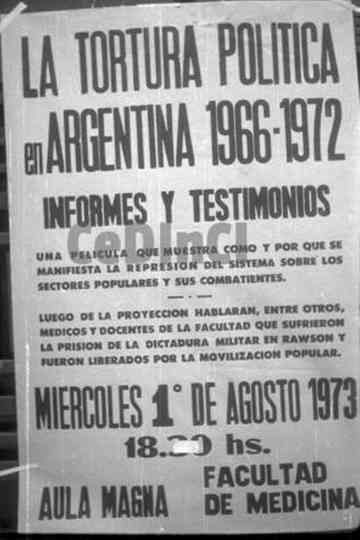 LA TORTURA POLITICA
en ARGENTINA 1966-1972
INFORMES Y TESTIMONIOS
CeDInCI
UNA PELICULA QUE MUESTRA COMO Y POR QUE SE
MANIFIESTA LA REPRESION DEL SISTEMA SOBRE LOS
SECTORES POPULARES Y SUS COMBATIENTES.
LUEGO DE LA PROYECCION HABLARAN, ENTRE OTROS,
MEDICOS Y DOCENTES DE LA FACULTAD QUE SUFRIERON
LA PRISION DE LA DICTADURA MILITAR EN RAWSON Y
FUERON LIBERADOS POR LA MOVILIZACION POPULAR.
MIERCOLES 1° DE AGOSTO 1973
hs.
AULA MAGNA FACULTAD
DE MEDICINA